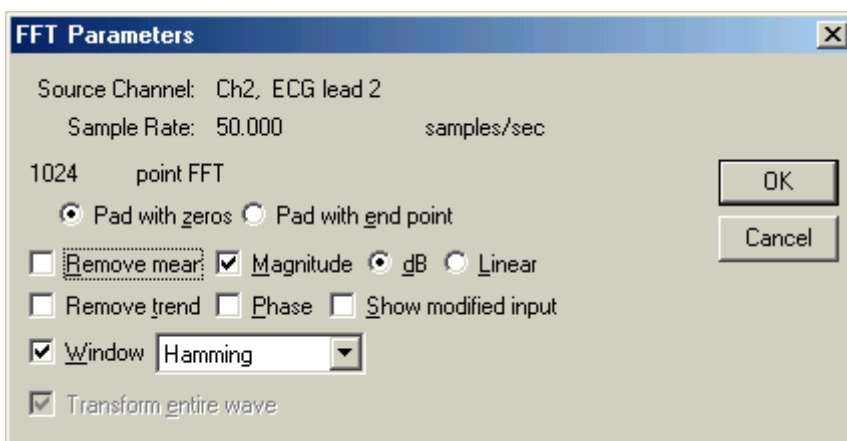 FFT Parameters
Source Channel: Ch2, ECG lead 2
Sample Rate: 50.000 samples/sec
1024 point FFT
OK
Pad with zeros Pad with end point
Cancel
Remove mear Magnitude dB Linear
Remove trend Phase Show modified input
Window Hamming
Transform entire wave